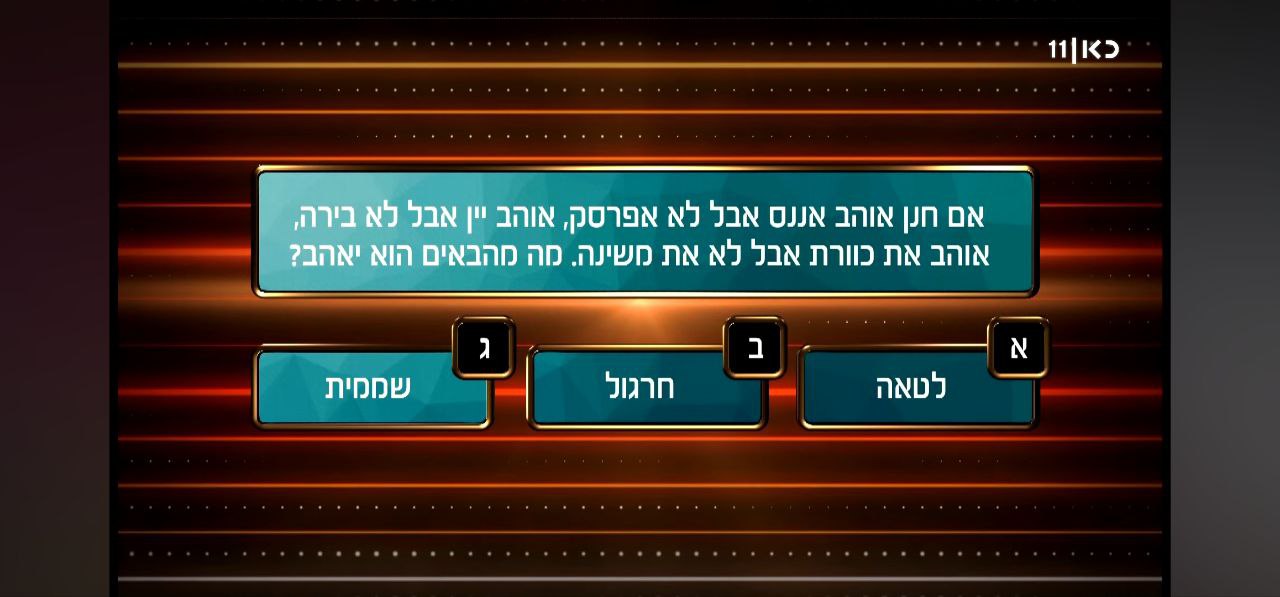 כאן|11
אם חנן אוהב אננס אבל לא אפרסק, אוהב יין אבל לא בירה,
אוהב את כוורת אבל לא את משינה. מה מהבאים הוא יאהב?
א
לטאה
ב
חרגול
ג
שממית